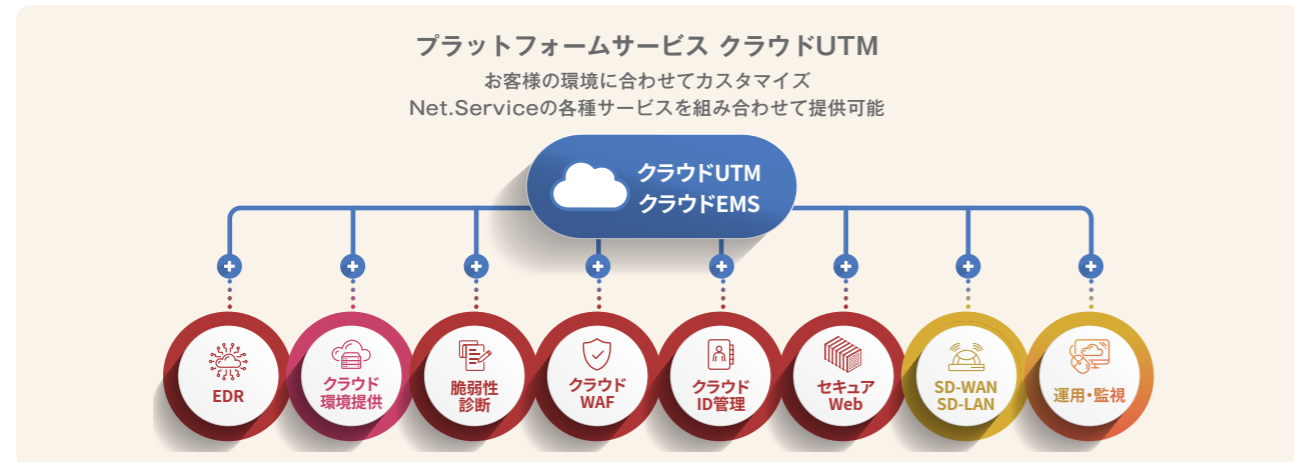 プラットフォームサービス クラウドUTM
お客様の環境に合わせてカスタマイズ
Net.Serviceの各種サービスを組み合わせて提供可能
クラウドUTM
クラウドEMS
EDR
クラウド
環境提供
脆弱性
診断
クラウド
WAF
クラウド
ID管理
セキュア
Web
SD-WAN
SD-LAN
運用・監視